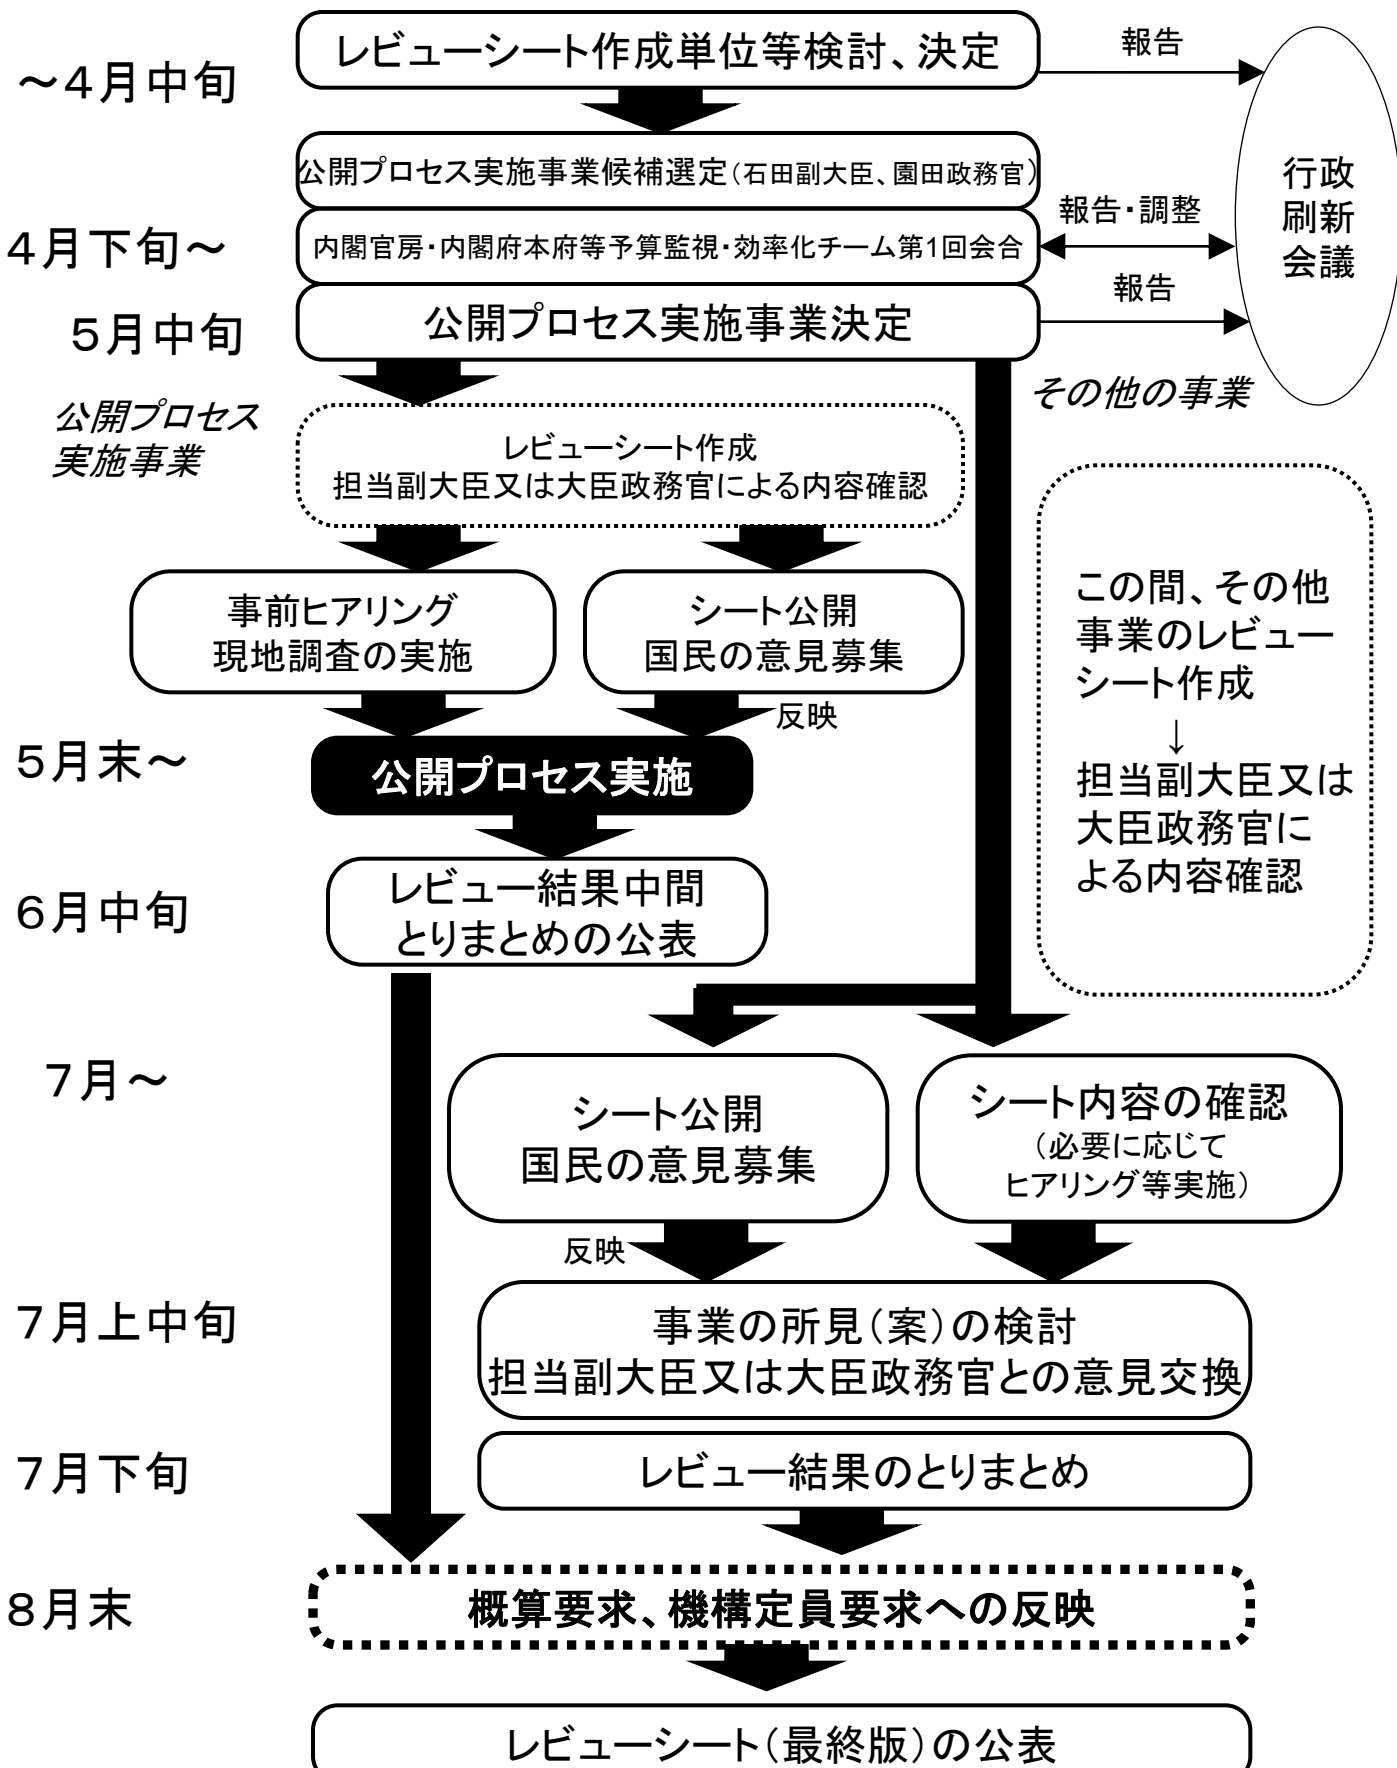 ～４月中旬
レビューシート作成単位等検討、決定
報告
公開プロセス実施事業候補選定（石田副大臣、園田政務官）
行政
刷新
会議
４月下旬～
内閣官房・内閣府本府等予算監視・効率化チーム第1回会合
報告・調整
５月中旬
公開プロセス実施事業決定
報告
公開プロセス
実施事業
その他の事業
レビューシート作成
担当副大臣又は大臣政務官による内容確認
事前ヒアリング
現地調査の実施
シート公開
国民の意見募集
この間、その他
事業のレビュー
シート作成
↓
担当副大臣又は
大臣政務官に
よる内容確認
反映
５月末～
公開プロセス実施
６月中旬
レビュー結果中間
とりまとめの公表
７月～
シート公開
国民の意見募集
シート内容の確認
（必要に応じて
ヒアリング等実施）
反映
７月上中旬
事業の所見（案）の検討
担当副大臣又は大臣政務官との意見交換
７月下旬
レビュー結果のとりまとめ
８月末
概算要求、機構定員要求への反映
レビューシート（最終版）の公表